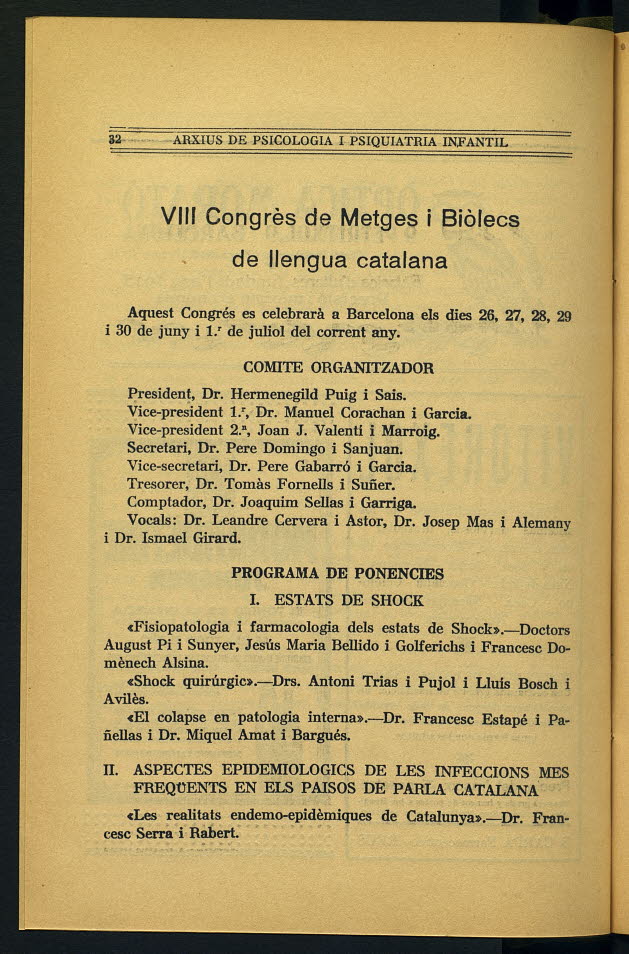 32 ARXIUS DE PSICOLOGIA I PSIQUIATRIA INFANTIL
VIII Congrès de Metges i Biòlecs
de llengua catalana
Aquest Congrés es celebrarà a Barcelona els dies 26, 27, 28, 29
i 30 de juny i 1.r de juliol del corrent any.
COMITE ORGANITZADOR
President, Dr. Hermenegild Puig i Sais.
Vice-president 1.r, Dr. Manuel Corachan i Garcia.
Vice-president 2.n, Joan J. Valentí i Marroig.
Secretari, Dr. Pere Domingo i Sanjuan.
Vice-secretari, Dr. Pere Gabarró i Garcia.
Tresorer, Dr. Tomàs Fornells i Suñer.
Comptador, Dr. Joaquim Sellas i Garriga.
Vocals: Dr. Leandre Cervera i Astor, Dr. Josep Mas i Alemany
i Dr. Ismael Girard.
PROGRAMA DE PONENCIES
I. ESTATS DE SHOCK
«Fisiopatologia i farmacologia dels estats de Shock».—Doctors
August Pi i Sunyer, Jesús Maria Bellido i Golferichs i Francesc Do-
mènech Alsina.
«Shock quirúrgic».—Drs. Antoni Trias i Pujol i Lluis Bosch i
Avilès.
«El colapse en patologia interna».—Dr. Francesc Estapé i Pa-
ñellas i Dr. Miquel Amat i Bargués.
II. ASPECTES EPIDEMIOLOGICS DE LES INFECCIONS MES
FREQÜENTS EN ELS PAISOS DE PARLA CATALANA
«Les realitats endemo-epidèmiques de Catalunya».—Dr. Fran-
cesc Serra i Rabert.